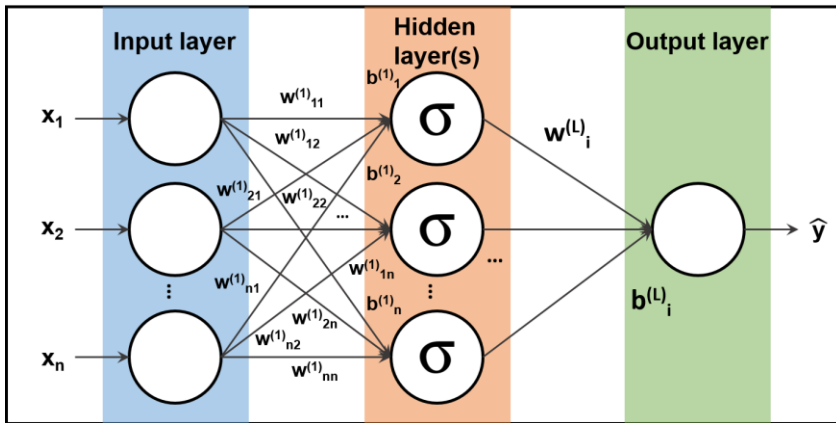 Input layer
Hidden
layer(s)
Output layer
x₁
x₂
⋮
xₙ
w⁽¹⁾₁₁
w⁽¹⁾₁₂
w⁽¹⁾₂₁
w⁽¹⁾₂₂
...
w⁽¹⁾ₙ₁
w⁽¹⁾₁ₙ
w⁽¹⁾₂ₙ
w⁽¹⁾ₙ₂
w⁽¹⁾ₙₙ
b⁽¹⁾₁
σ
b⁽¹⁾₂
σ
...
b⁽¹⁾ₙ
⋮
σ
w⁽ᴸ⁾ᵢ
b⁽ᴸ⁾ᵢ
ŷ